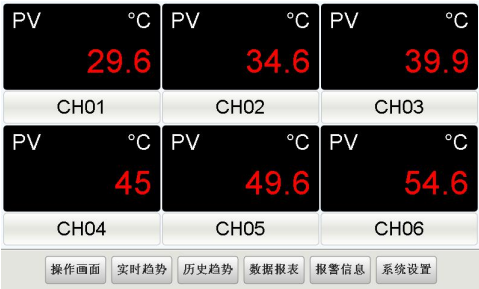 PV °C PV °C PV °C
29.6 34.6 39.9
CH01 CH02 CH03
PV °C PV °C PV °C
45 49.6 54.6
CH04 CH05 CH06
操作画面 实时趋势 历史趋势 数据报表 报警信息 系统设置